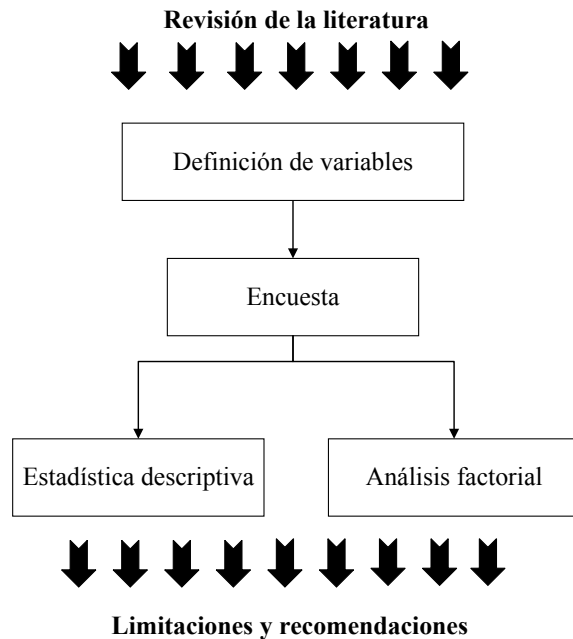 Revisión de la literatura
Definición de variables
Encuesta
Estadística descriptiva
Análisis factorial
Limitaciones y recomendaciones